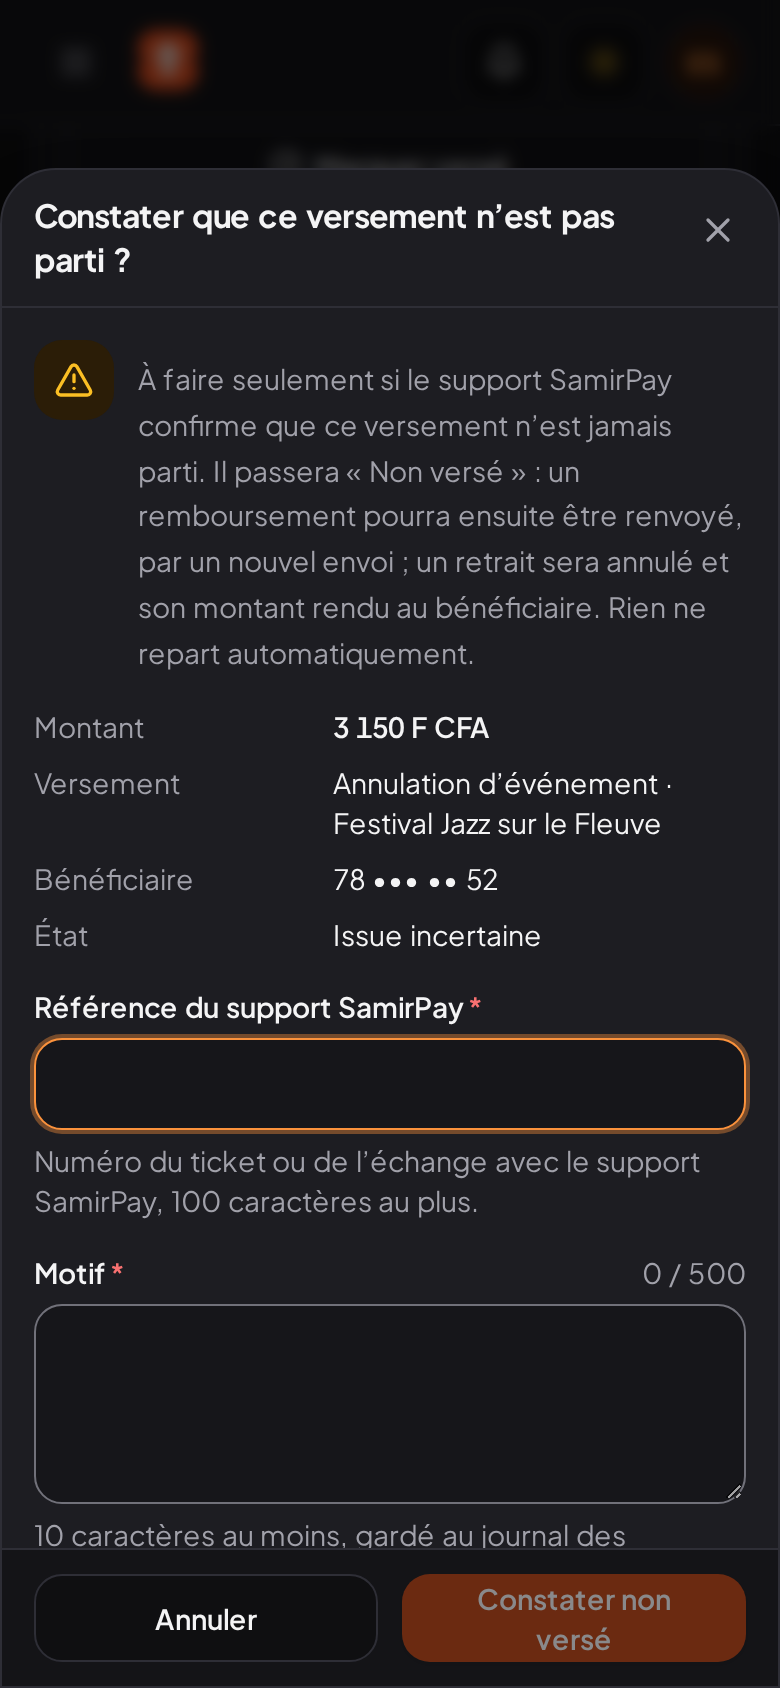 Constater que ce versement n’est pas
parti ?
À faire seulement si le support SamirPay
confirme que ce versement n’est jamais
parti. Il passera « Non versé » : un
remboursement pourra ensuite être renvoyé,
par un nouvel envoi ; un retrait sera annulé et
son montant rendu au bénéficiaire. Rien ne
repart automatiquement.
Montant 3 150 F CFA
Versement Annulation d’événement ·
Festival Jazz sur le Fleuve
Bénéficiaire 78 ••• •• 52
État Issue incertaine
Référence du support SamirPay *
Numéro du ticket ou de l’échange avec le support
SamirPay, 100 caractères au plus.
Motif * 0 / 500
10 caractères au moins, gardé au journal des
Annuler
Constater non
versé